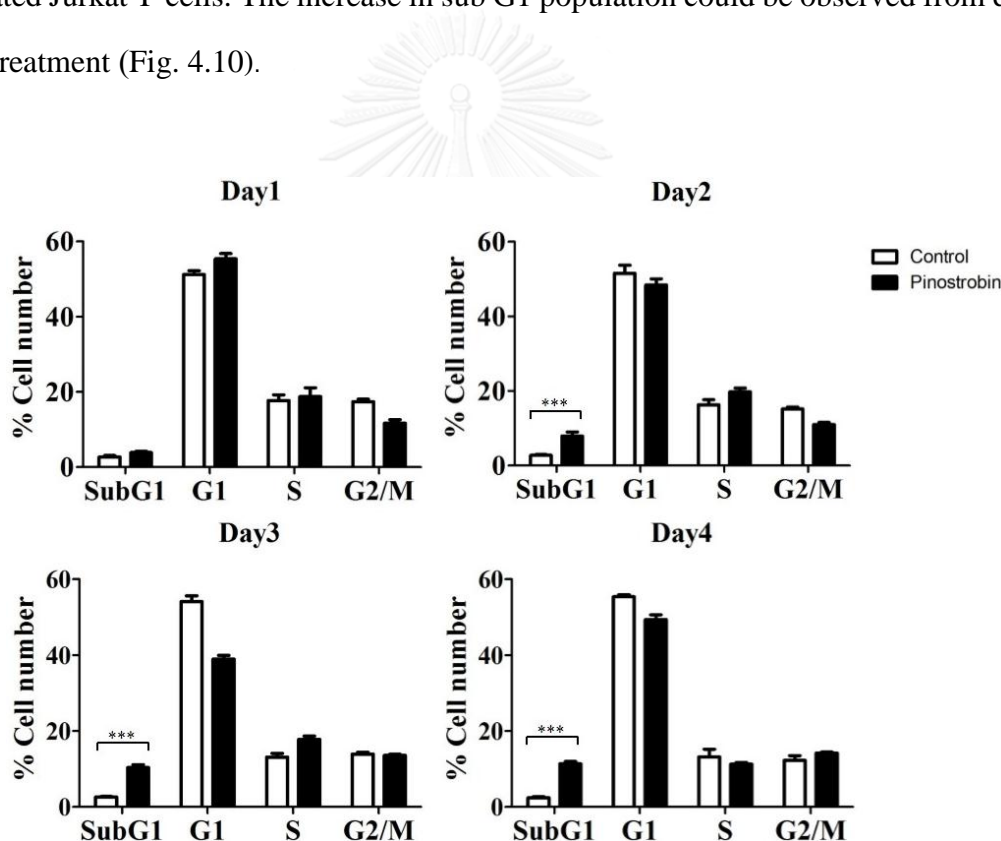 Jurkat T cells. The increase in sub G1 population could be observed from
treatment (Fig. 4.10).
Day1
Day2
60
40
20
0
% Cell number
SubG1 G1 S G2/M
60
40
20
0
% Cell number
***
SubG1 G1 S G2/M
Control
Pinostrobin
Day3
Day4
60
40
20
0
% Cell number
***
SubG1 G1 S G2/M
60
40
20
0
% Cell number
***
SubG1 G1 S G2/M